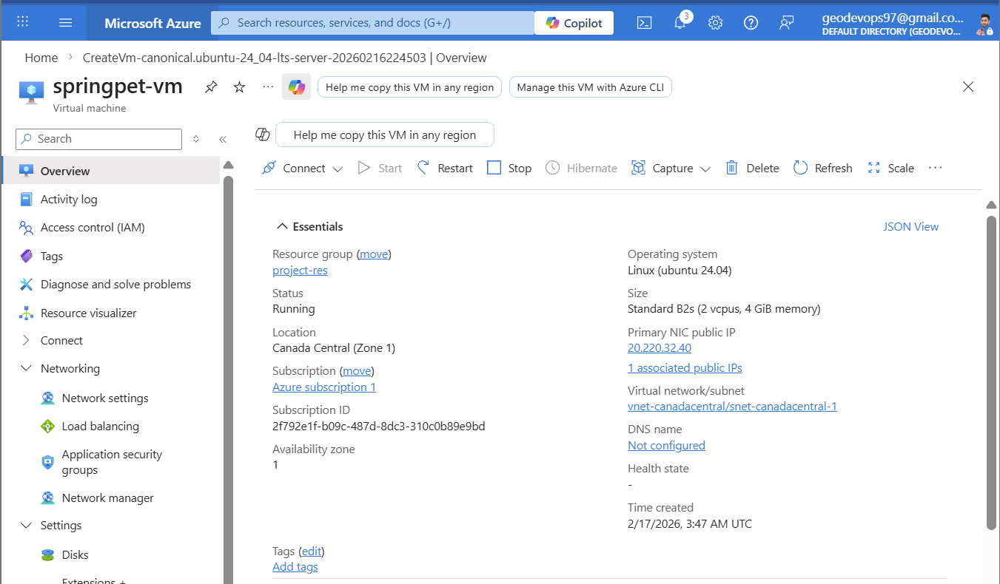 Microsoft Azure
Search resources, services, and docs (G+/)
Copilot
3
geodevops97@gmail.co...
DEFAULT DIRECTORY (GEODEVO...
Home > CreateVm-canonical.ubuntu-24_04-lts-server-20260216224503 | Overview
springpet-vm
Virtual machine
Help me copy this VM in any region
Manage this VM with Azure CLI
Search
Overview
Activity log
Access control (IAM)
Tags
Diagnose and solve problems
Resource visualizer
Connect
Networking
Network settings
Load balancing
Application security
groups
Network manager
Settings
Disks
Extensions +
Help me copy this VM in any region
Connect Start Restart Stop Hibernate Capture Delete Refresh Scale ...
Essentials
JSON View
Resource group (move)
project-res
Status
Running
Location
Canada Central (Zone 1)
Subscription (move)
Azure subscription 1
Subscription ID
2f792e1f-b09c-487d-8dc3-310c0b89e9bd
Availability zone
1
Operating system
Linux (ubuntu 24.04)
Size
Standard B2s (2 vcpus, 4 GiB memory)
Primary NIC public IP
20.220.32.40
1 associated public IPs
Virtual network/subnet
vnet-canadacentral/snet-canadacentral-1
DNS name
Not configured
Health state
-
Time created
2/17/2026, 3:47 AM UTC
Tags (edit)
Add tags